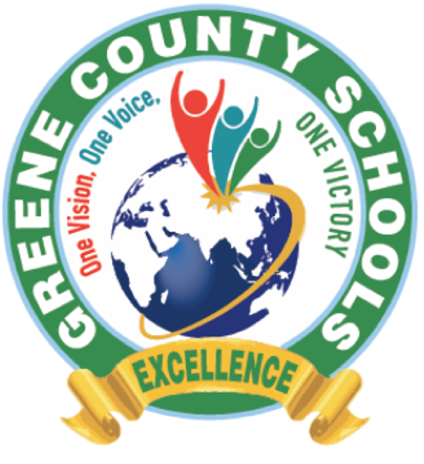 GREENE COUNTY SCHOOLS
One Vision, One Voice,
ONE VICTORY
EXCELLENCE